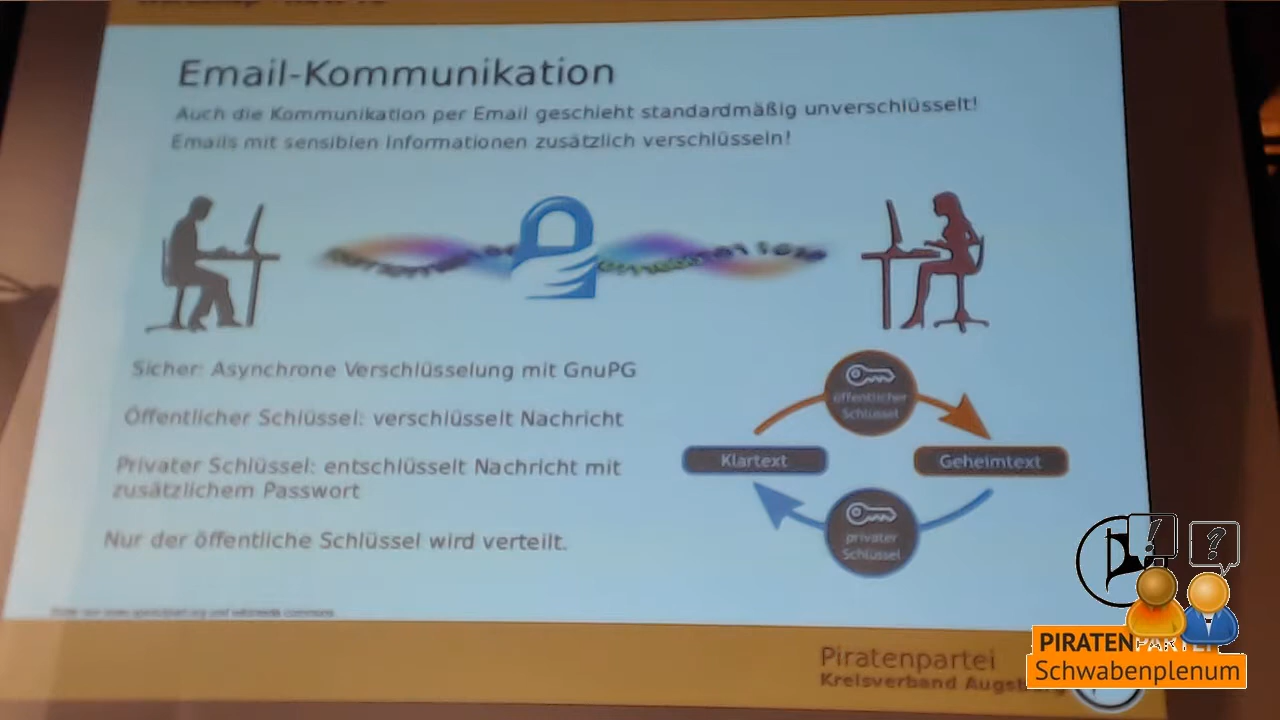 Email-Kommunikation
Auch die Kommunikation per Email geschieht standardmäßig unverschlüsselt!
Emails mit sensiblen Informationen zusätzlich verschlüsseln!
Sicher: Asynchrone Verschlüsselung mit GnuPG
Öffentlicher Schlüssel: verschlüsselt Nachricht
Privater Schlüssel: entschlüsselt Nachricht mit
zusätzlichem Passwort
Nur der öffentliche Schlüssel wird verteilt.
öffentlicher
Schlüssel
Klartext
Geheimtext
privater
Schlüssel
Piratenpartei
Kreisverband
! ?
PIRATENPARTEI
Schwabenplenum